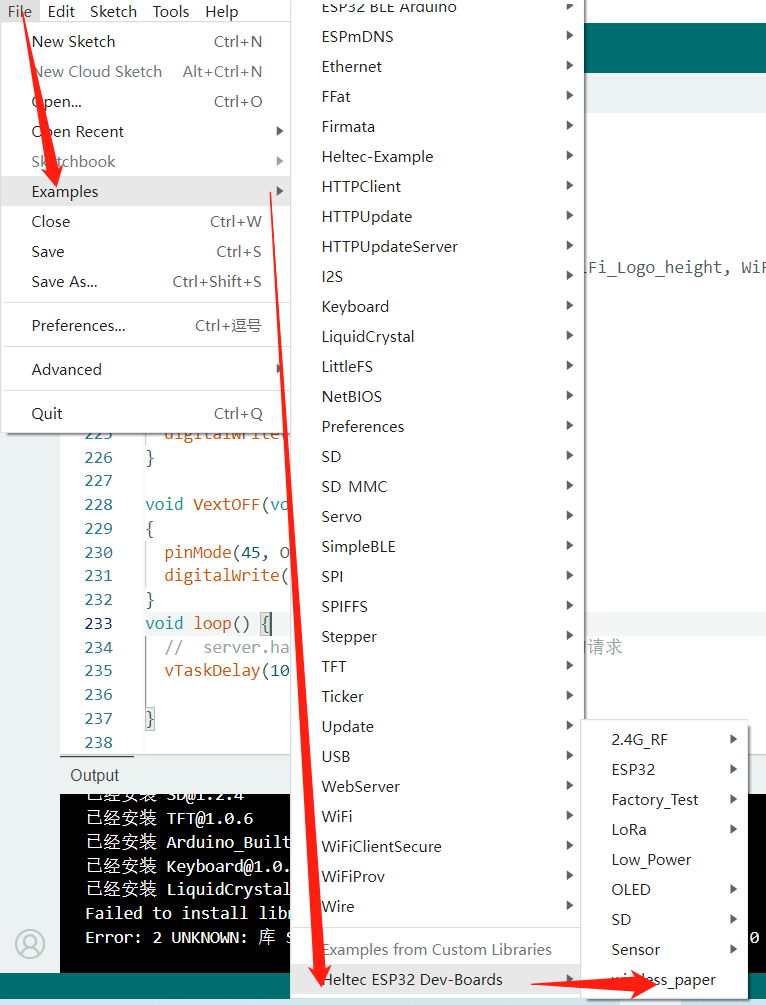 File Edit Sketch Tools Help
New Sketch Ctrl+N
New Cloud Sketch Alt+Ctrl+N
Open... Ctrl+O
Open Recent
Sketchbook
Examples
Close Ctrl+W
Save Ctrl+S
Save As... Ctrl+Shift+S
Preferences... Ctrl+逗号
Advanced
Quit Ctrl+Q
ESP32 BLE Arduino
ESPmDNS
Ethernet
FFat
Firmata
Heltec-Example
HTTPClient
HTTPUpdate
HTTPUpdateServer
I2S
Keyboard
LiquidCrystal
LittleFS
NetBIOS
Preferences
SD
SD_MMC
Servo
SimpleBLE
SPI
SPIFFS
Stepper
TFT
Ticker
Update
USB
WebServer
WiFi
WiFiClientSecure
WiFiProv
Wire
Examples from Custom Libraries
Heltec ESP32 Dev-Boards
2.4G_RF
ESP32
Factory_Test
LoRa
Low_Power
OLED
SD
Sensor
wireless_paper
Fi_Logo_height, WiF
225 digitalWrite(
226 }
227
228 void VextOFF(vo
229 {
230 pinMode(45, O
231 digitalWrite(
232 }
233 void loop() {
234 // server.ha 请求
235 vTaskDelay(10
236
237 }
238
Output
已经安装 SD@1.2.4
已经安装 TFT@1.0.6
已经安装 Arduino_Built
已经安装 Keyboard@1.0.
已经安装 LiquidCrystal
Failed to install libr
Error: 2 UNKNOWN: 库 S 0